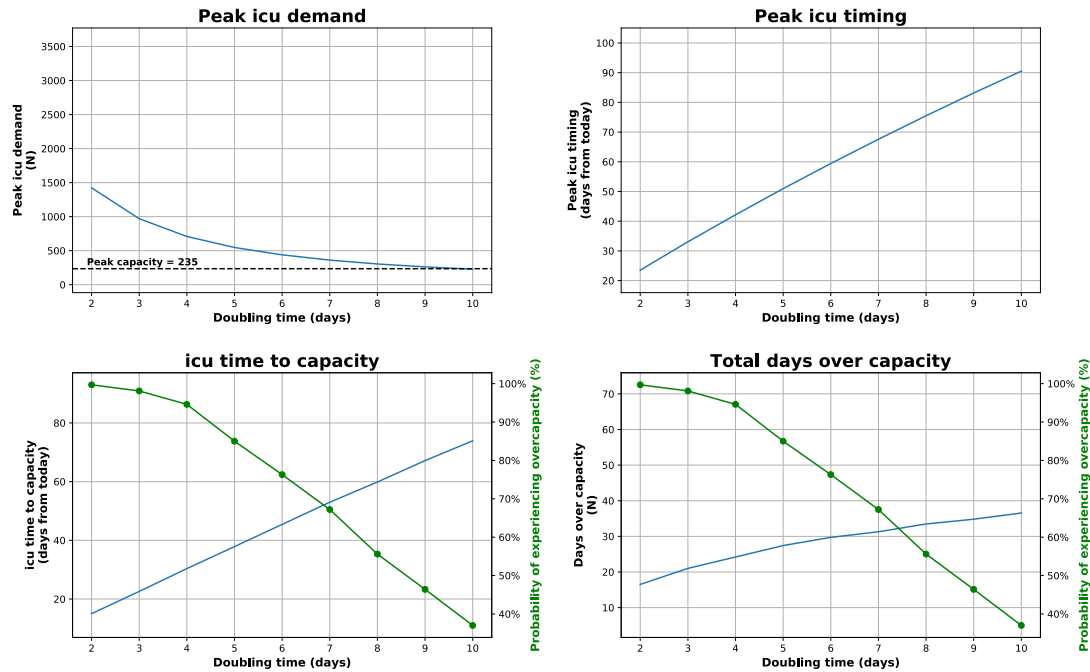 Peak icu demand
Peak icu demand
(N)
3500
3000
2500
2000
1500
1000
500
0
Peak capacity = 235
2 3 4 5 6 7 8 9 10
Doubling time (days)
Peak icu timing
Peak icu timing
(days from today)
100
90
80
70
60
50
40
30
20
2 3 4 5 6 7 8 9 10
Doubling time (days)
icu time to capacity
icu time to capacity
(days from today)
80
60
40
20
100%
90%
80%
70%
60%
50%
40%
Probability of experiencing overcapacity (%)
2 3 4 5 6 7 8 9 10
Doubling time (days)
Total days over capacity
Days over capacity
(N)
70
60
50
40
30
20
10
100%
90%
80%
70%
60%
50%
40%
Probability of experiencing overcapacity (%)
2 3 4 5 6 7 8 9 10
Doubling time (days)